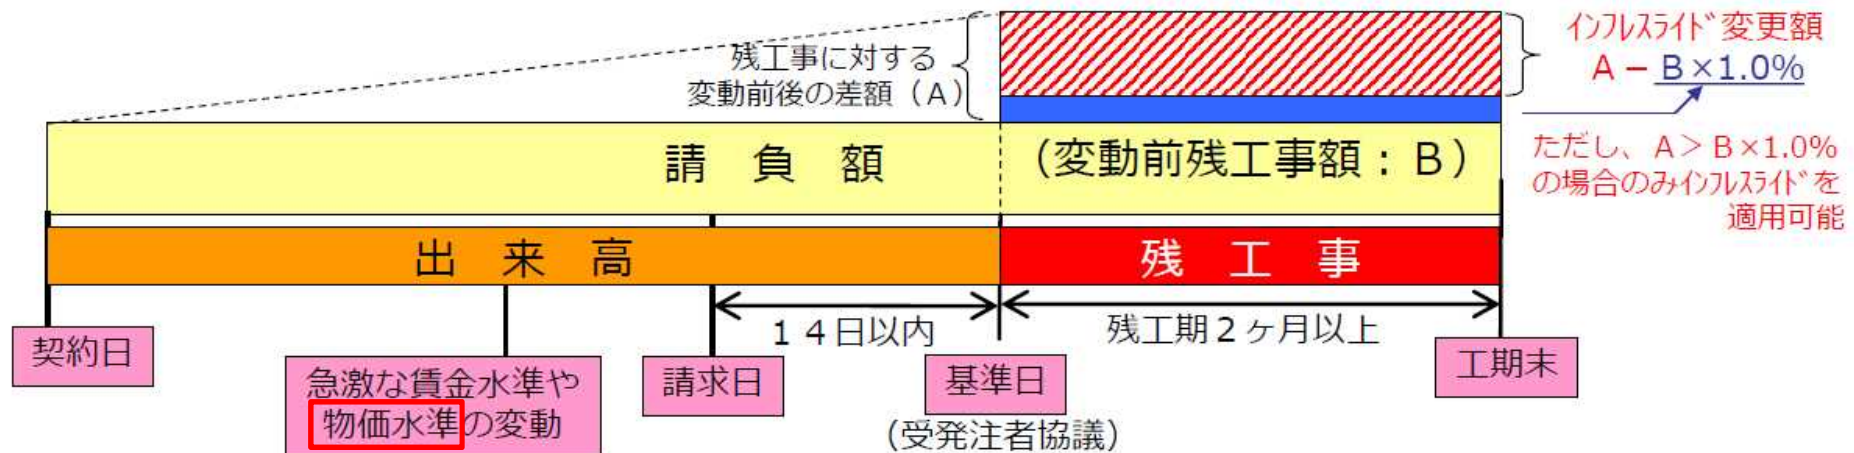 残工事に対する
変動前後の差額（A）
インフレスライド変更額
A－B×1.0%
ただし、A＞B×1.0%
の場合のみインフレスライドを
適用可能
請　負　額
（変動前残工事額：B）
出　来　高
残　工　事
１４日以内
残工期２ヶ月以上
契約日
急激な賃金水準や
物価水準の変動
請求日
基準日
（受発注者協議）
工期末